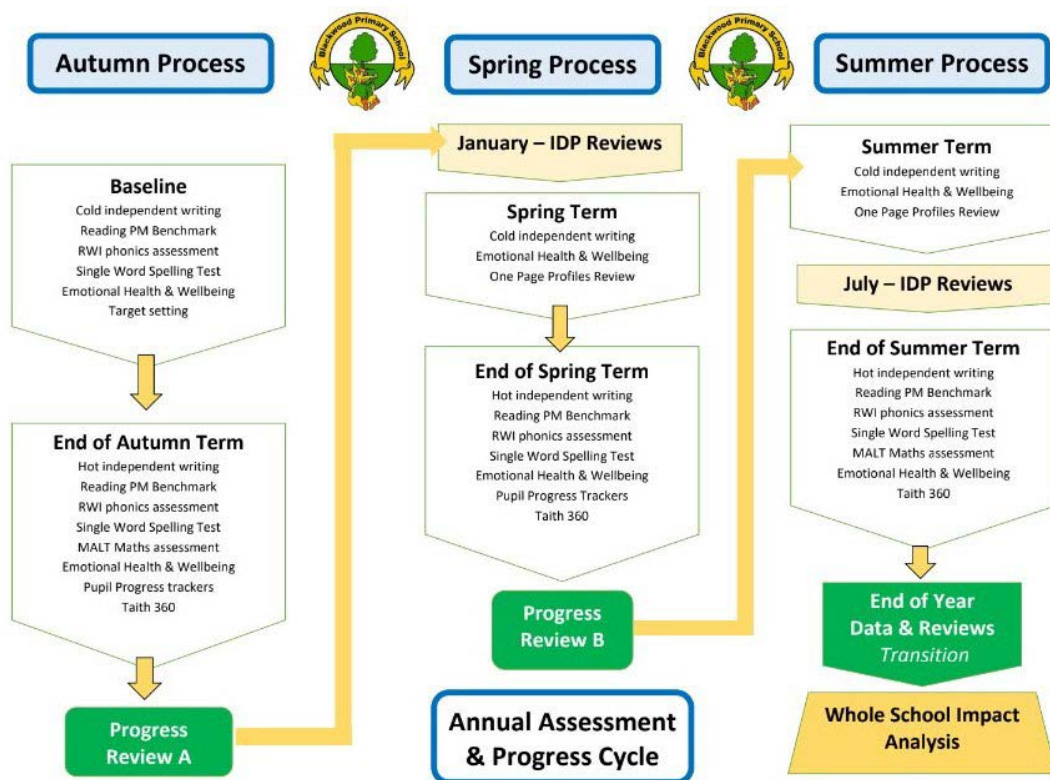 Autumn Process
Baseline
Cold independent writing
Reading PM Benchmark
RWI phonics assessment
Single Word Spelling Test
Emotional Health & Wellbeing
Target setting
End of Autumn Term
Hot independent writing
Reading PM Benchmark
RWI phonics assessment
Single Word Spelling Test
MALT Maths assessment
Emotional Health & Wellbeing
Pupil Progress trackers
Taith 360
Progress
Review A
Blackwood Primary School
Spring Process
January – IDP Reviews
Spring Term
Cold independent writing
Emotional Health & Wellbeing
One Page Profiles Review
End of Spring Term
Hot independent writing
Reading PM Benchmark
RWI phonics assessment
Single Word Spelling Test
Emotional Health & Wellbeing
Pupil Progress Trackers
Taith 360
Progress
Review B
Annual Assessment
& Progress Cycle
Blackwood Primary School
Summer Process
Summer Term
Cold independent writing
Emotional Health & Wellbeing
One Page Profiles Review
July – IDP Reviews
End of Summer Term
Hot independent writing
Reading PM Benchmark
RWI phonics assessment
Single Word Spelling Test
MALT Maths assessment
Emotional Health & Wellbeing
Taith 360
End of Year
Data & Reviews
Transition
Whole School Impact
Analysis